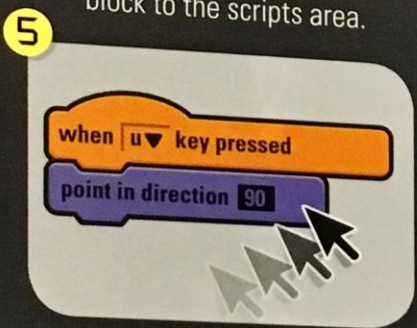 block to the scripts area.
5
when u▼ key pressed
point in direction 90